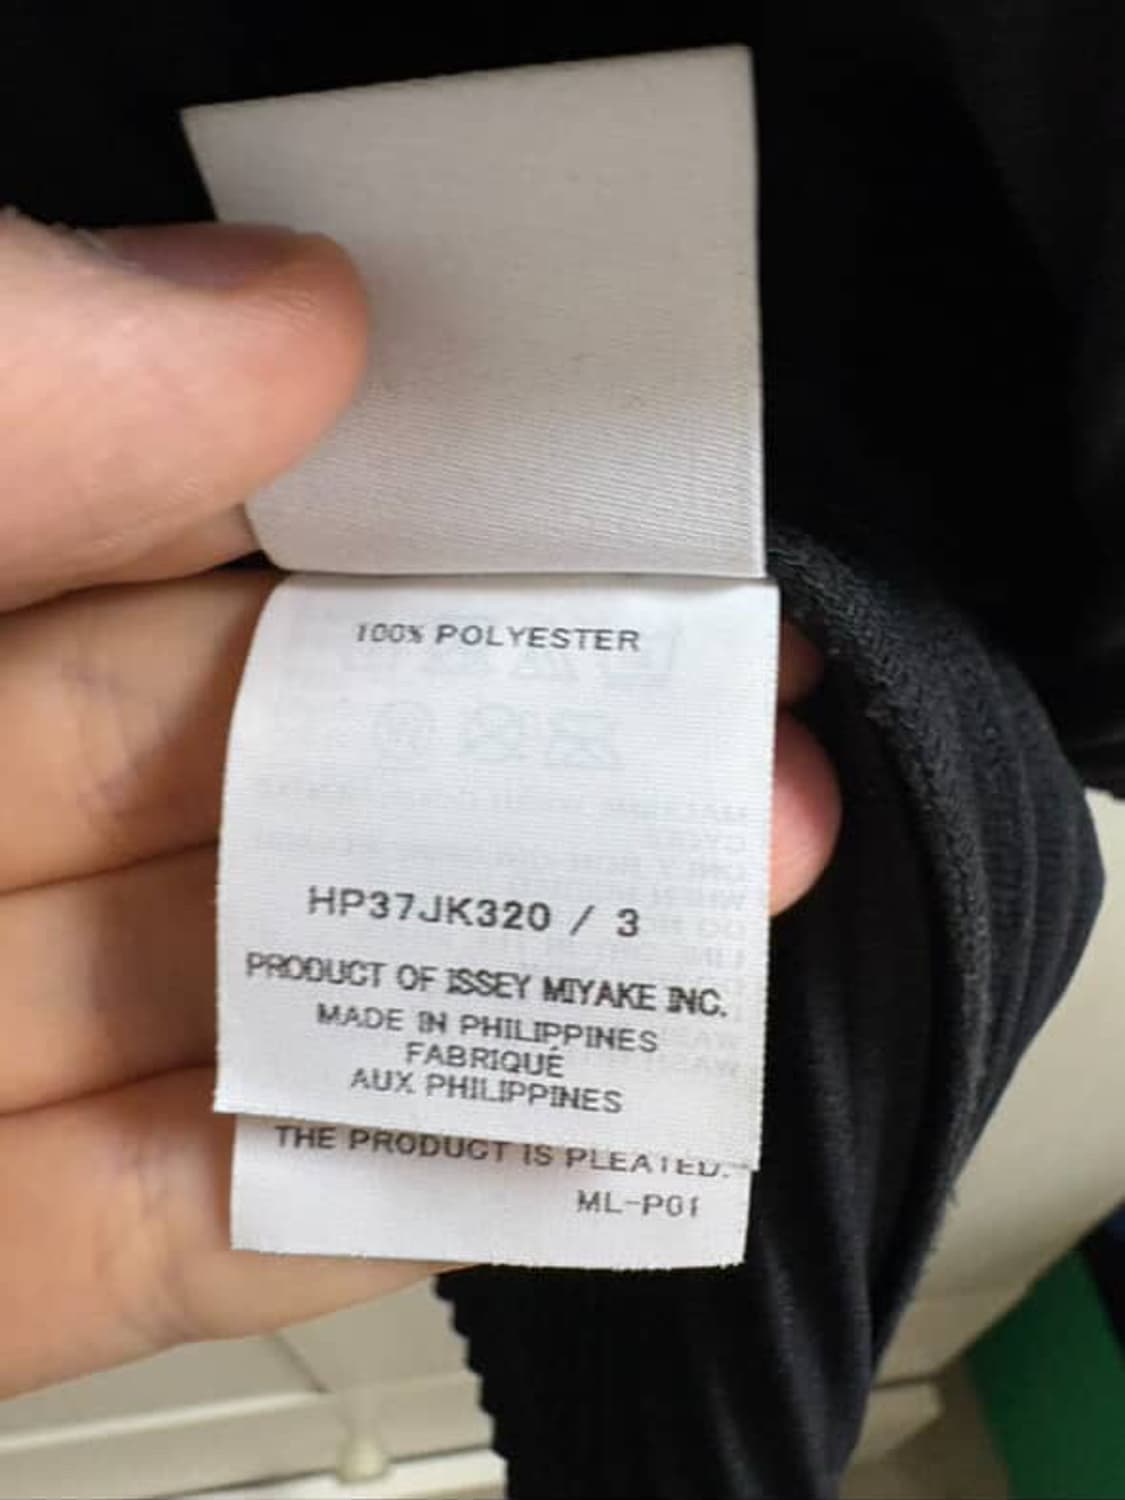 100% POLYESTER
HP37JK320 / 3
PRODUCT OF ISSEY MIYAKE INC.
MADE IN PHILIPPINES
FABRIQUÉ
AUX PHILIPPINES
THE PRODUCT IS PLEATED.
ML-P01